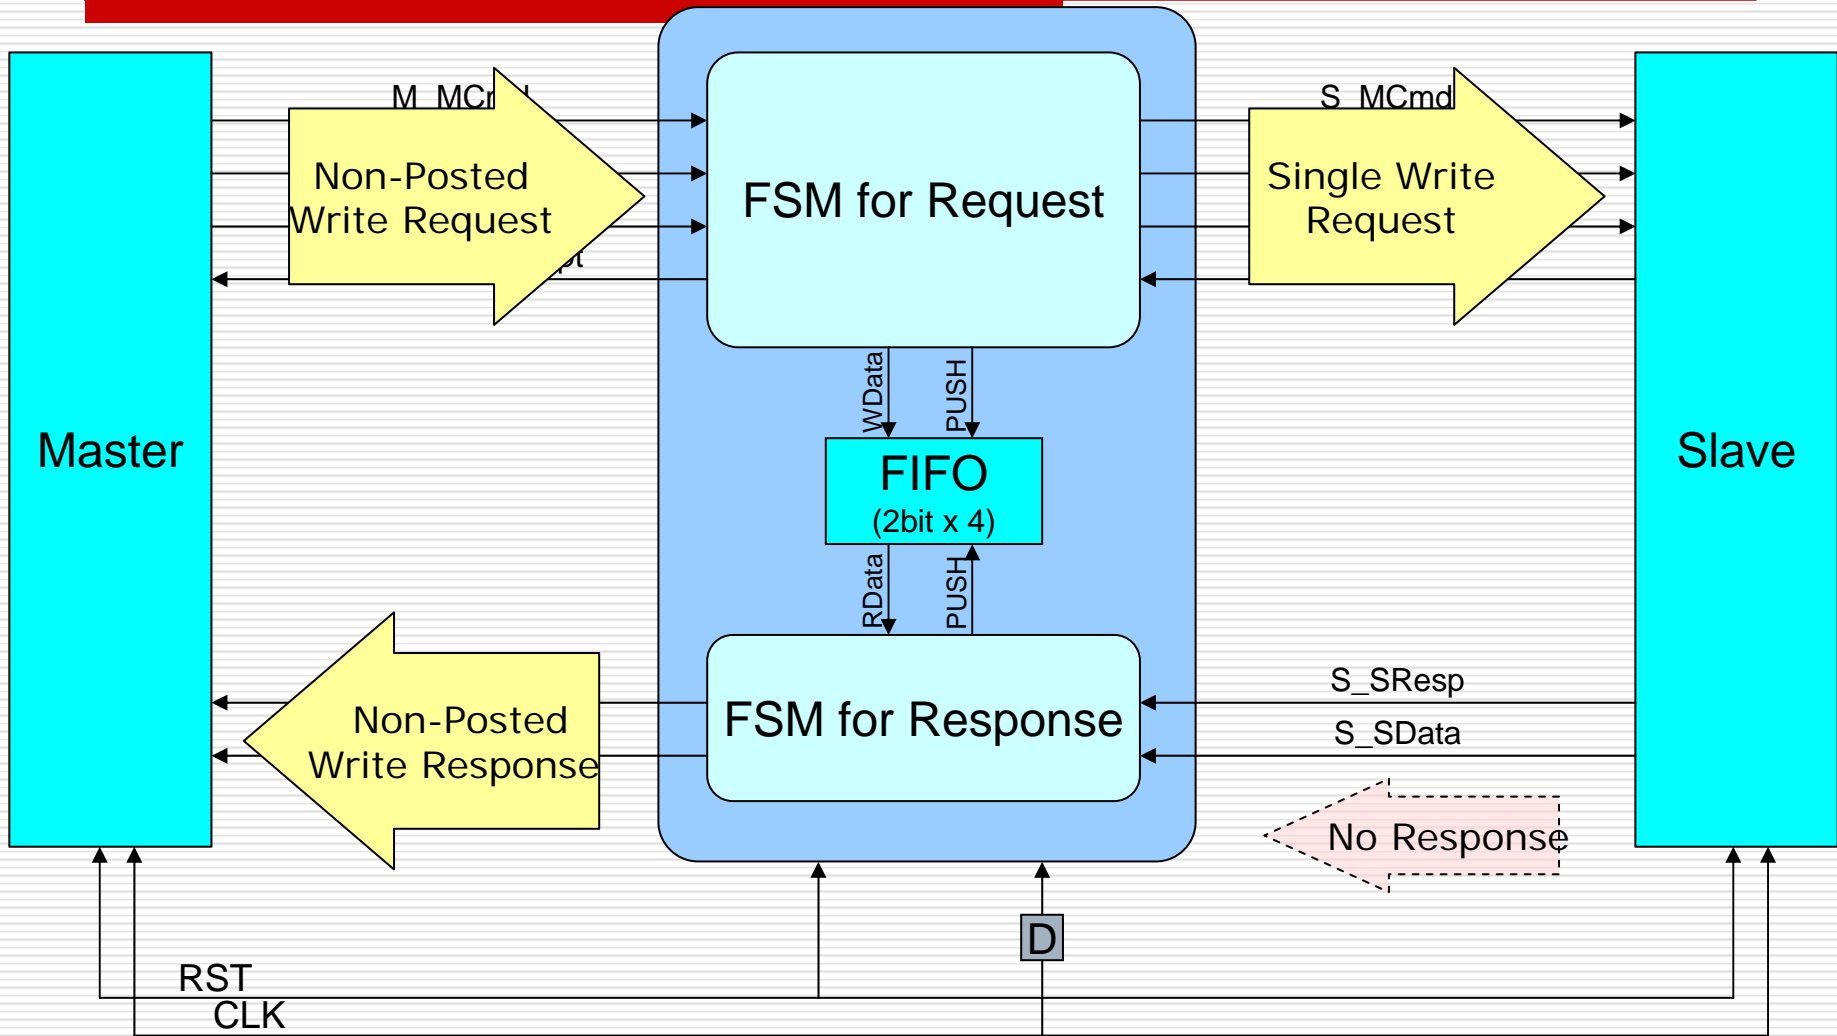 S_MCmd
Non-Posted
Write Request
FSM for Request
Single Write
Request
WData
PUSH
Master
FIFO
(2bit x 4)
Slave
RData
PUSH
S_SResp
FSM for Response
S_SData
Non-Posted
Write Response
No Response
D
RST
CLK